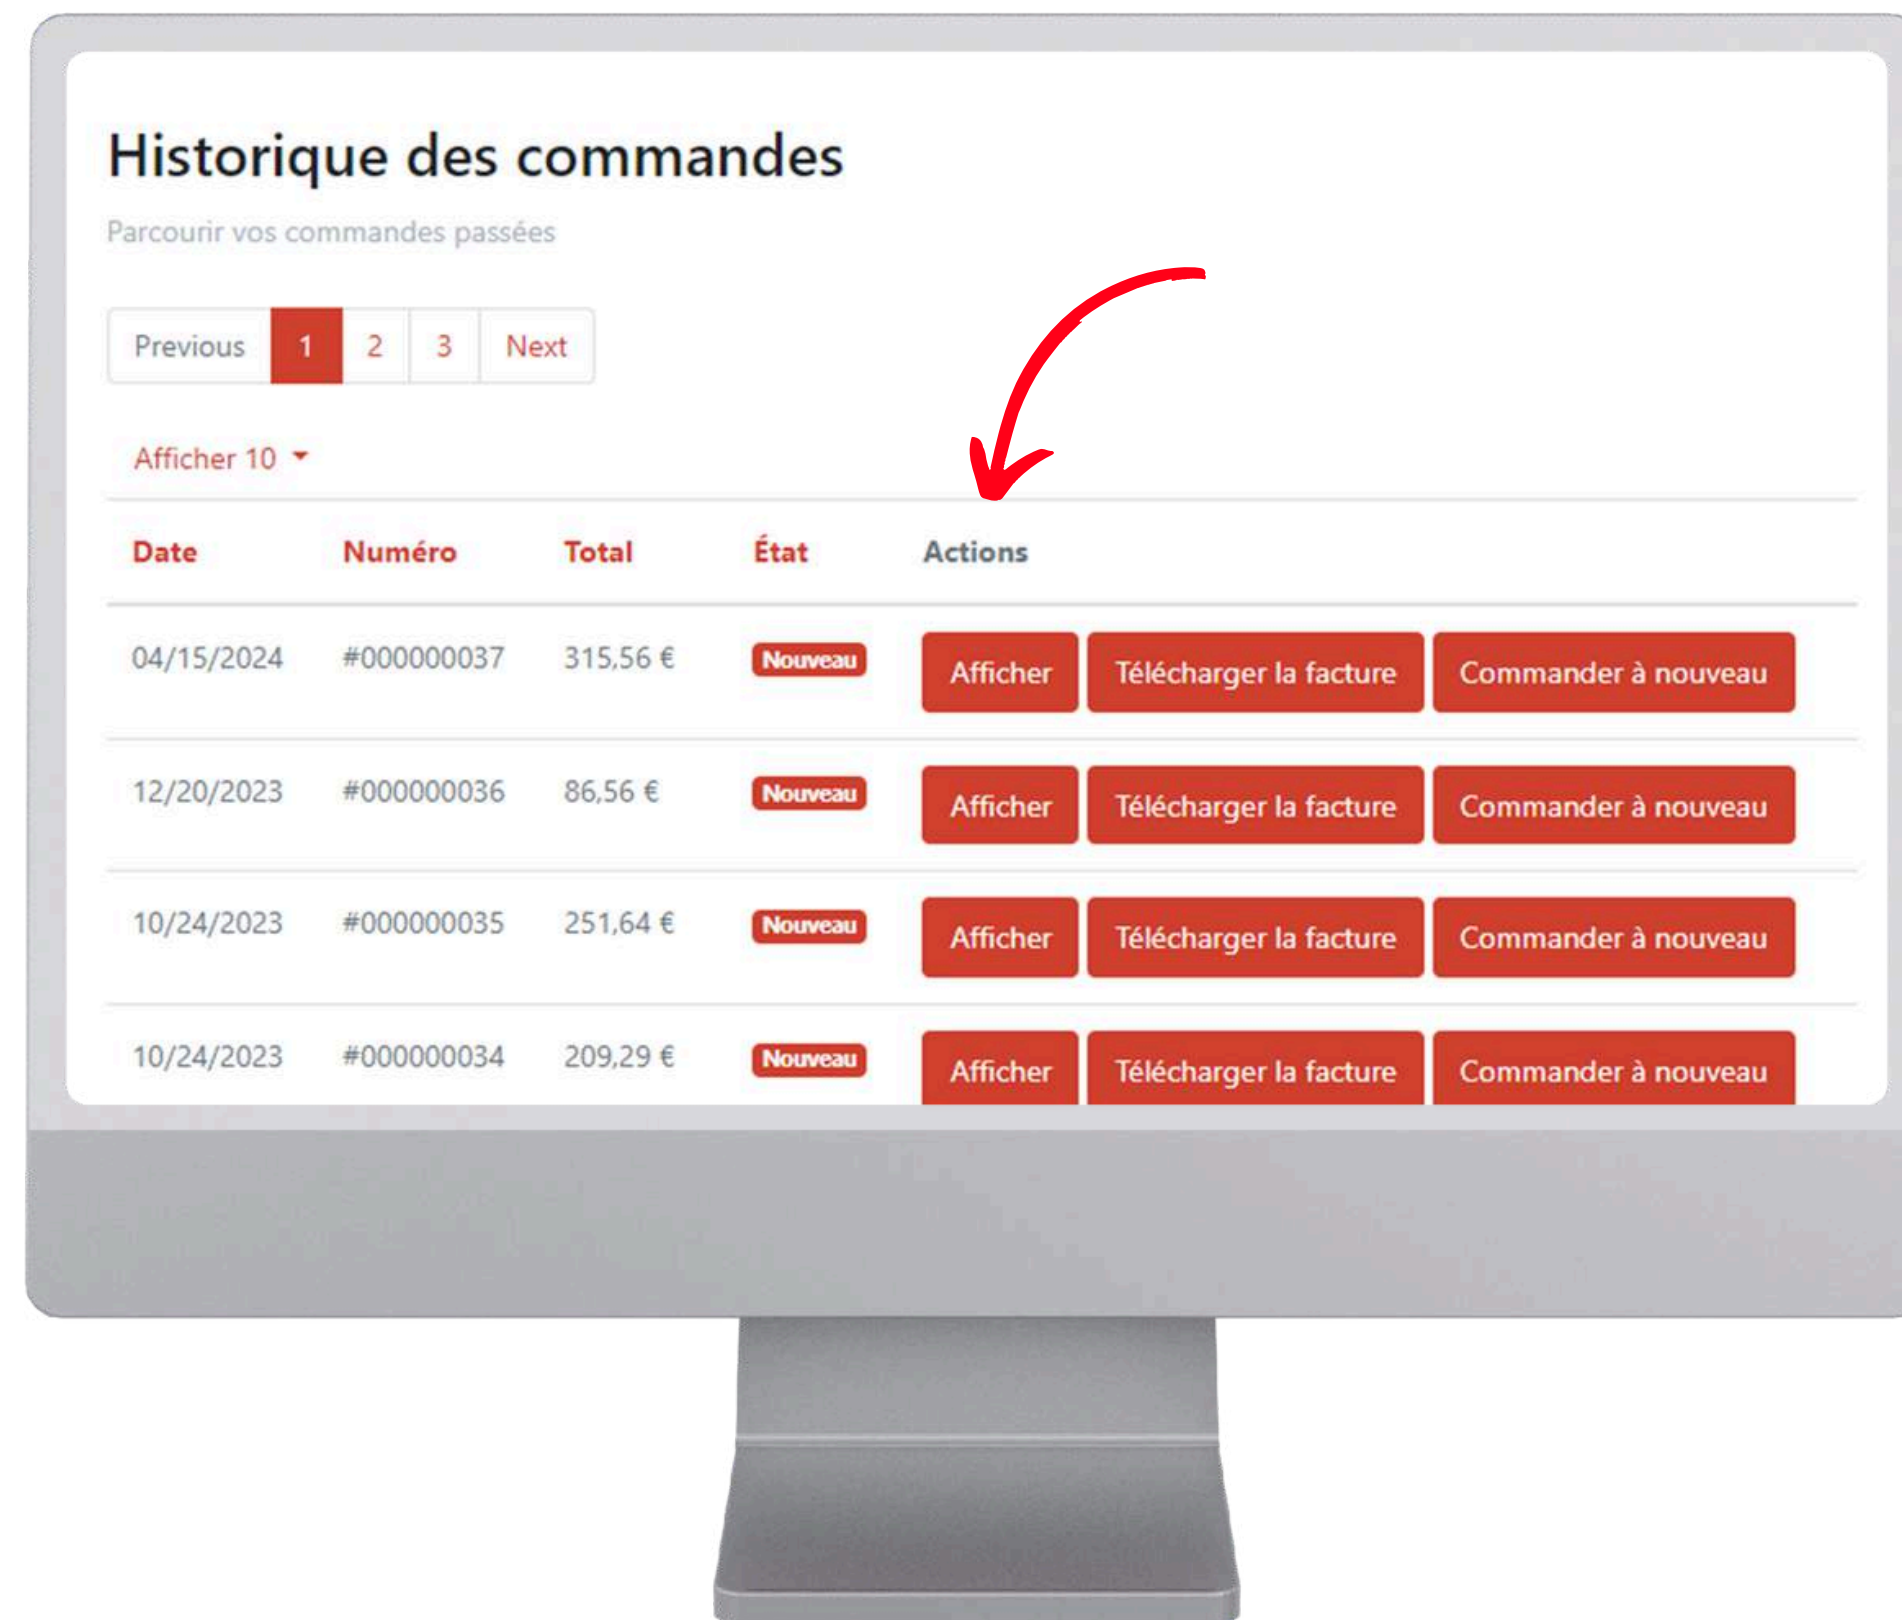 Historique des commandes
Parcourir vos commandes passées
Previous 1 2 3 Next
Afficher 10
Date Numéro Total État Actions
04/15/2024 #000000037 315,56 € Nouveau Afficher Télécharger la facture Commander à nouveau
12/20/2023 #000000036 86,56 € Nouveau Afficher Télécharger la facture Commander à nouveau
10/24/2023 #000000035 251,64 € Nouveau Afficher Télécharger la facture Commander à nouveau
10/24/2023 #000000034 209,29 € Nouveau Afficher Télécharger la facture Commander à nouveau